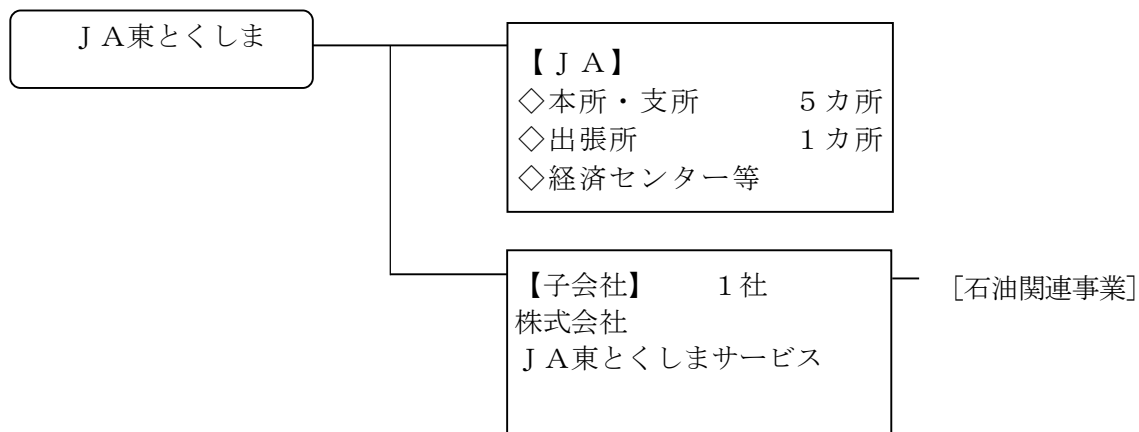 ＪＡ東とくしま
【ＪＡ】
◇本所・支所　　　５カ所
◇出張所　　　　　１カ所
◇経済センター等
【子会社】　　１社
株式会社
ＪＡ東とくしまサービス
［石油関連事業］